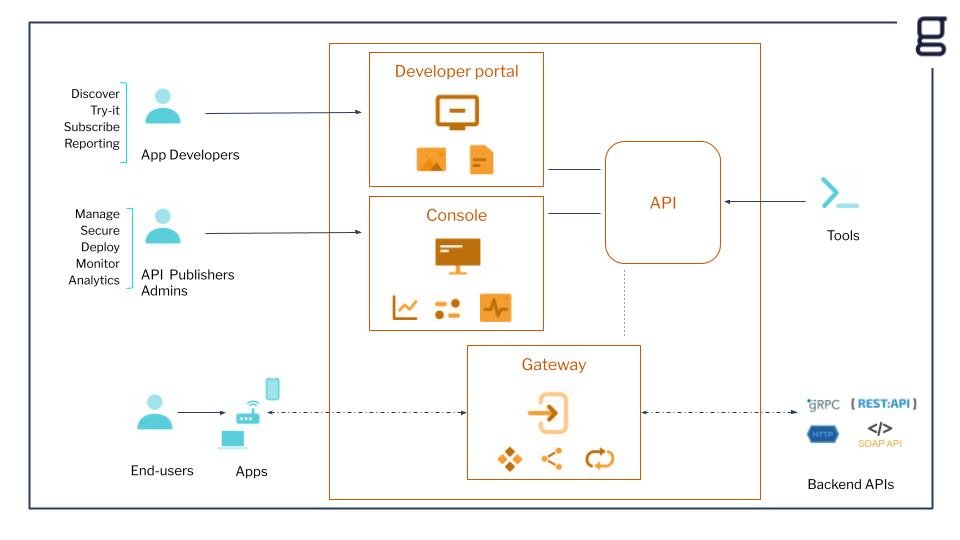 g
Developer portal
Discover
Try-it
Subscribe
Reporting
App Developers
API
Console
Manage
Secure
Deploy
Monitor
Analytics
API Publishers
Admins
Tools
Gateway
End-users
Apps
gRPC
{ REST:API }
HTTP
</>
SOAP API
Backend APIs